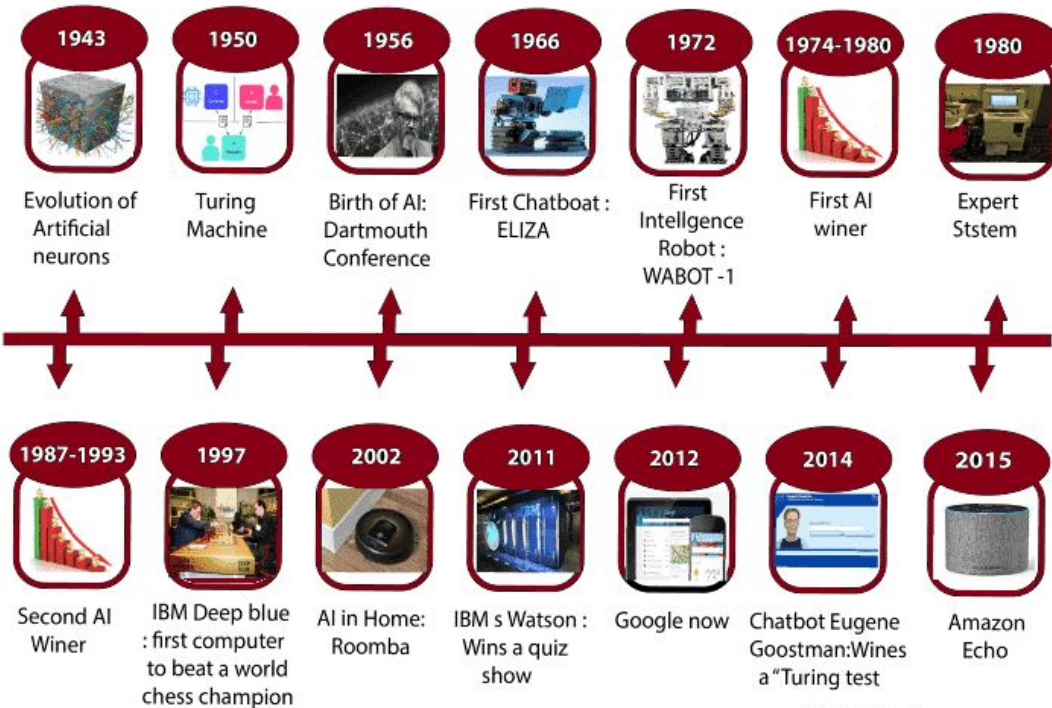 1943
1950
1956
1966
1972
1974-1980
1980
Evolution of
Artificial
neurons
Turing
Machine
Birth of AI:
Dartmouth
Conference
First Chatboat :
ELIZA
First
Intellgence
Robot :
WABOT -1
First AI
winer
Expert
Ststem
1987-1993
1997
2002
2011
2012
2014
2015
Second AI
Winer
IBM Deep blue
: first computer
to beat a world
chess champion
AI in Home:
Roomba
IBM s Watson :
Wins a quiz
show
Google now
Chatbot Eugene
Goostman:Wines
a "Turing test
Amazon
Echo